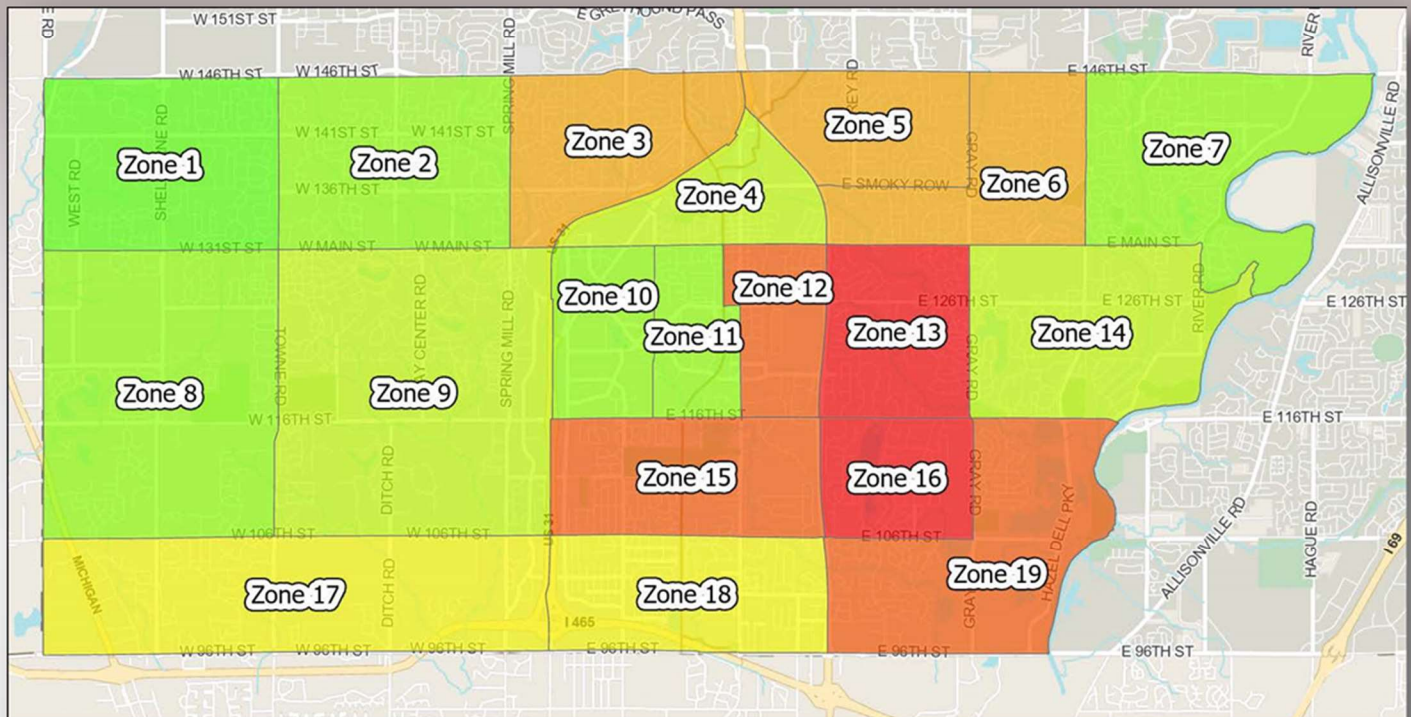 E RD
W 151ST ST
SPRING MILL RD
E GREYHOUND PASS
RIVER
W 146TH ST
W 146TH ST
E 146TH ST
ALLISONVILLE RD
WEST RD
Zone 1
W 141ST ST
W 141ST ST
Zone 2
W 136TH ST
Zone 3
Zone 4
Zone 5
E SMOKY ROW
GRAY RD
Zone 6
Zone 7
W 131ST ST
W MAIN ST
W MAIN ST
US 31
E MAIN ST
Zone 8
TOWNE RD
Zone 9
SPRING MILL RD
Zone 10
Zone 11
Zone 12
Zone 13
E 126TH ST
GRAY RD
E 126TH ST
Zone 14
RIVER RD
E 126TH ST
W 116TH ST
E 116TH ST
E 116TH ST
DITCH RD
Zone 15
Zone 16
GRAY RD
HAZEL DELL PKY
ALLISONVILLE RD
HAGUE RD
I 69
W 106TH ST
W 106TH ST
US 31
E 106TH ST
MICHIGAN
Zone 17
DITCH RD
Zone 18
Zone 19
I 465
W 96TH ST
W 96TH ST
W 96TH ST
E 96TH ST
E 96TH ST
E 96TH ST